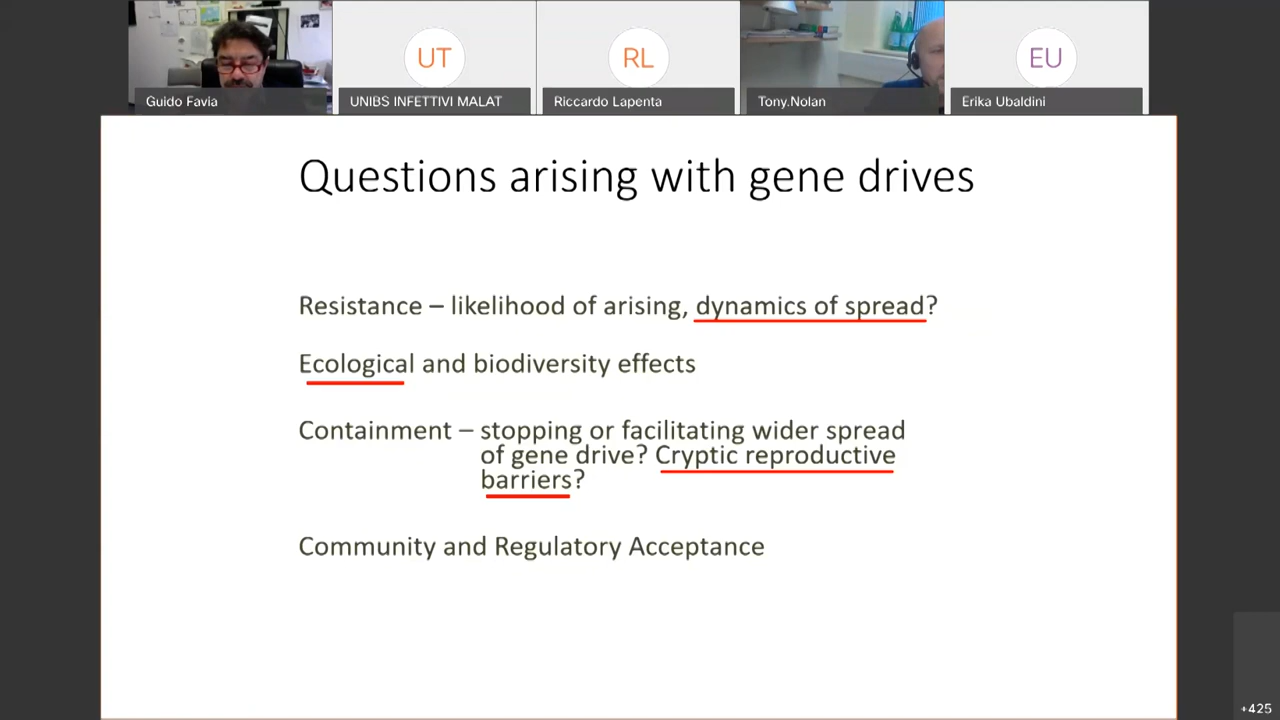 UT
RL
EU
Guido Favia
UNIBS INFETTIVI MALAT
Riccardo Lapenta
Tony.Nolan
Erika Ubaldini
Questions arising with gene drives
Resistance – likelihood of arising, dynamics of spread?
Ecological and biodiversity effects
Containment – stopping or facilitating wider spread
of gene drive? Cryptic reproductive
barriers?
Community and Regulatory Acceptance
+425